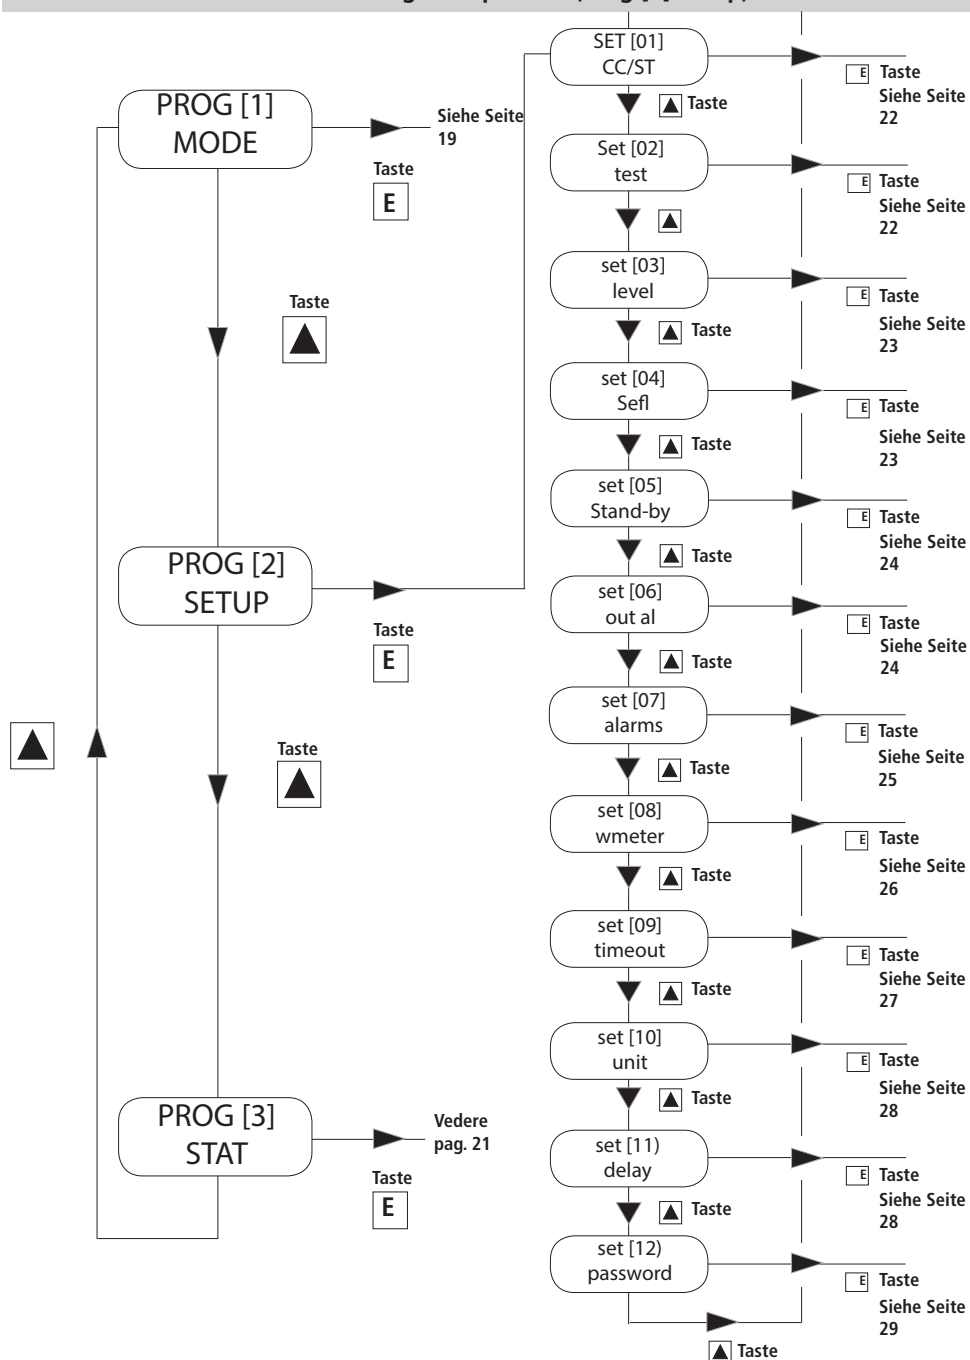 PROG [1]
MODE
Siehe Seite
19
Taste
E
Taste
PROG [2]
SETUP
Taste
E
Taste
PROG [3]
STAT
Vedere
pag. 21
Taste
E
SET [01]
CC/ST
E Taste
Siehe Seite
22
Taste
Set [02]
test
E Taste
Siehe Seite
22
set [03]
level
E Taste
Siehe Seite
23
Taste
set [04]
Sefl
E Taste
Siehe Seite
23
Taste
set [05]
Stand-by
E Taste
Siehe Seite
24
Taste
set [06]
out al
E Taste
Siehe Seite
24
Taste
set [07]
alarms
E Taste
Siehe Seite
25
Taste
set [08]
wmeter
E Taste
Siehe Seite
26
Taste
set [09]
timeout
E Taste
Siehe Seite
27
Taste
set [10]
unit
E Taste
Siehe Seite
28
Taste
set [11)
delay
E Taste
Siehe Seite
28
Taste
set [12)
password
E Taste
Siehe Seite
29
Taste